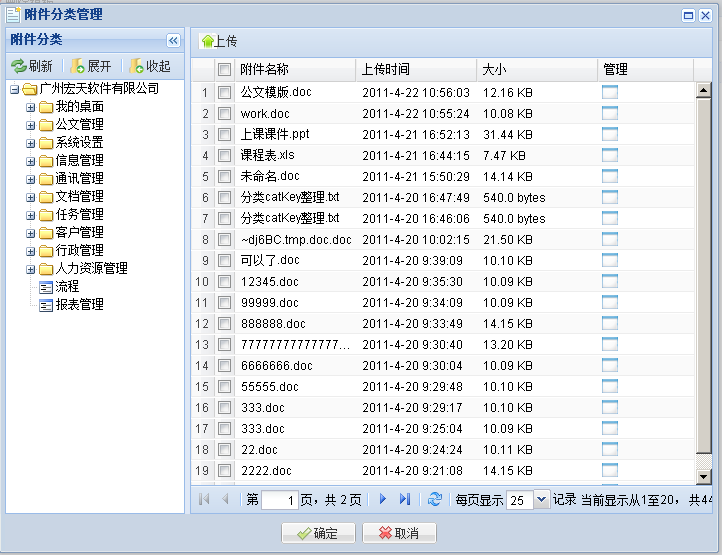 附件分类管理
附件分类
刷新 展开 收起
广州宏天软件有限公司
我的桌面
公文管理
系统设置
信息管理
通讯管理
文档管理
任务管理
客户管理
行政管理
人力资源管理
流程
报表管理
上传
附件名称 上传时间 大小 管理
1 公文模版.doc 2011-4-22 10:56:03 12.16 KB
2 work.doc 2011-4-22 10:55:24 10.08 KB
3 上课课件.ppt 2011-4-21 16:52:13 31.44 KB
4 课程表.xls 2011-4-21 16:44:15 7.47 KB
5 未命名.doc 2011-4-21 15:50:29 14.14 KB
6 分类catKey整理.txt 2011-4-20 16:47:49 540.0 bytes
7 分类catKey整理.txt 2011-4-20 16:46:06 540.0 bytes
8 ~dj6BC.tmp.doc.doc 2011-4-20 10:02:15 21.50 KB
9 可以了.doc 2011-4-20 9:39:09 10.10 KB
10 12345.doc 2011-4-20 9:35:30 10.09 KB
11 99999.doc 2011-4-20 9:34:09 10.09 KB
12 888888.doc 2011-4-20 9:33:49 14.15 KB
13 77777777777777... 2011-4-20 9:30:40 13.20 KB
14 6666666.doc 2011-4-20 9:30:04 10.09 KB
15 55555.doc 2011-4-20 9:29:48 10.10 KB
16 333.doc 2011-4-20 9:29:17 10.10 KB
17 333.doc 2011-4-20 9:25:04 10.09 KB
18 22.doc 2011-4-20 9:24:24 10.11 KB
19 2222.doc 2011-4-20 9:21:08 14.15 KB
第 1 页，共 2 页 每页显示 25 记录 当前显示从1至20，共44
确定 取消